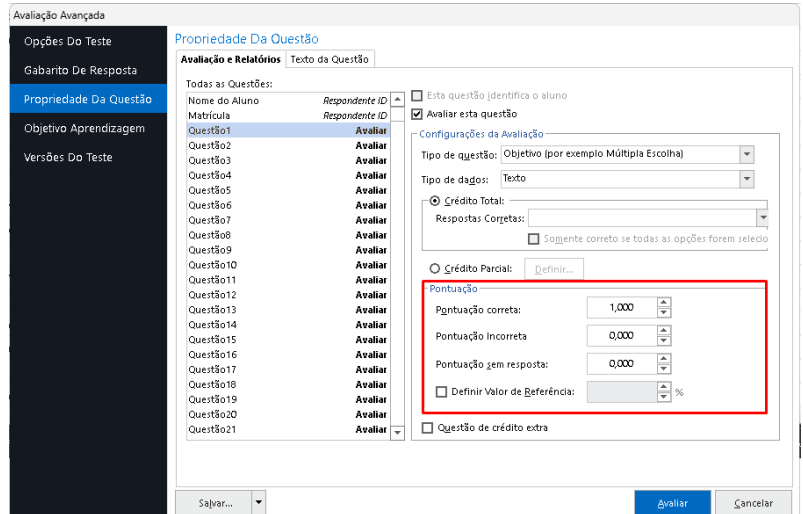 Avaliação Avançada
Opções Do Teste
Gabarito De Resposta
Propriedade Da Questão
Objetivo Aprendizagem
Versões Do Teste
Propriedade Da Questão
Avaliação e Relatórios Texto da Questão
Todas as Questões:
Nome do Aluno Respondente ID
Matrícula Respondente ID
Questão1 Avaliar
Questão2 Avaliar
Questão3 Avaliar
Questão4 Avaliar
Questão5 Avaliar
Questão6 Avaliar
Questão7 Avaliar
Questão8 Avaliar
Questão9 Avaliar
Questão10 Avaliar
Questão11 Avaliar
Questão12 Avaliar
Questão13 Avaliar
Questão14 Avaliar
Questão15 Avaliar
Questão16 Avaliar
Questão17 Avaliar
Questão18 Avaliar
Questão19 Avaliar
Questão20 Avaliar
Questão21 Avaliar
Esta questão identifica o aluno
Avaliar esta questão
Configurações da Avaliação
Tipo de questão: Objetivo (por exemplo Múltipla Escolha)
Tipo de dados: Texto
Crédito Total:
Respostas Corretas:
Somente correto se todas as opções forem selecio
Crédito Parcial: Definir...
Pontuação
Pontuação correta: 1,000
Pontuação Incorreta 0,000
Pontuação sem resposta: 0,000
Definir Valor de Referência: %
Questão de crédito extra
Salvar... Avaliar Cancelar